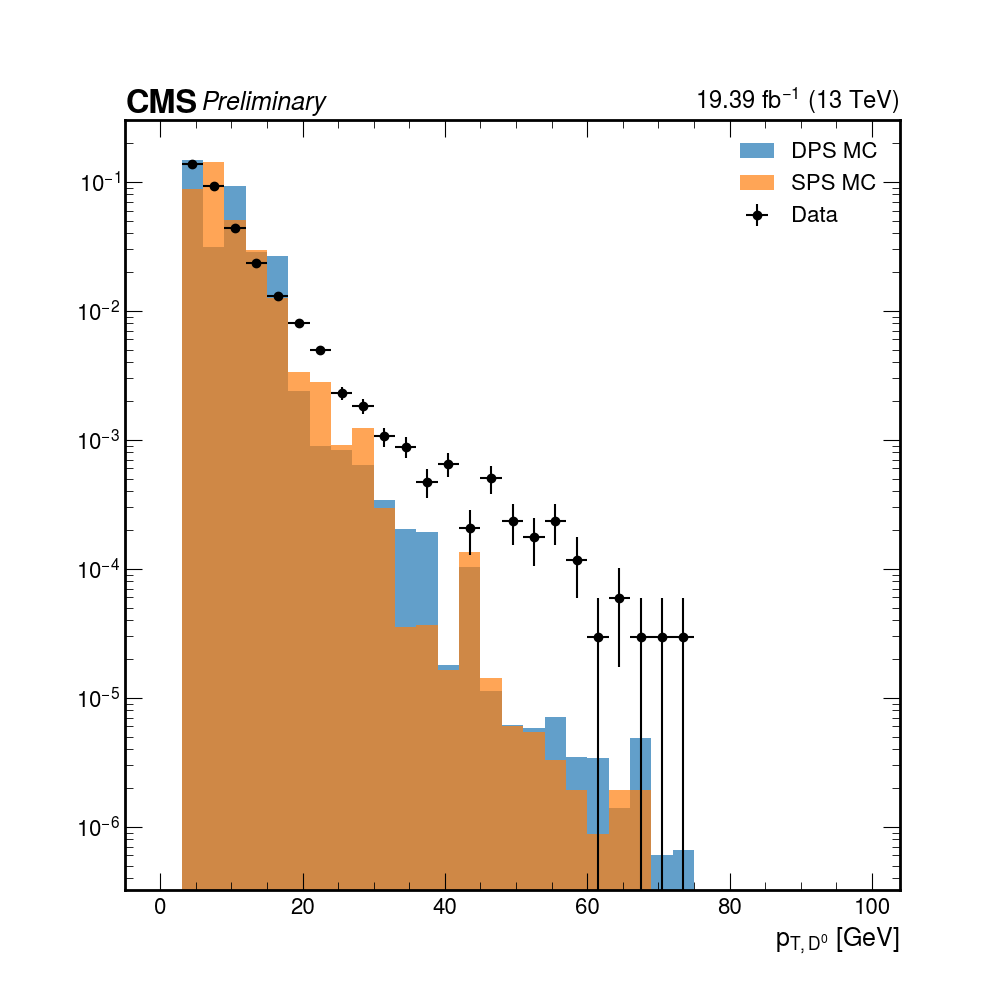 CMS Preliminary 19.39 fb⁻¹ (13 TeV)
DPS MC
SPS MC
Data
10⁻¹
10⁻²
10⁻³
10⁻⁴
10⁻⁵
10⁻⁶
0 20 40 60 80 100
p_{T, D⁰} [GeV]